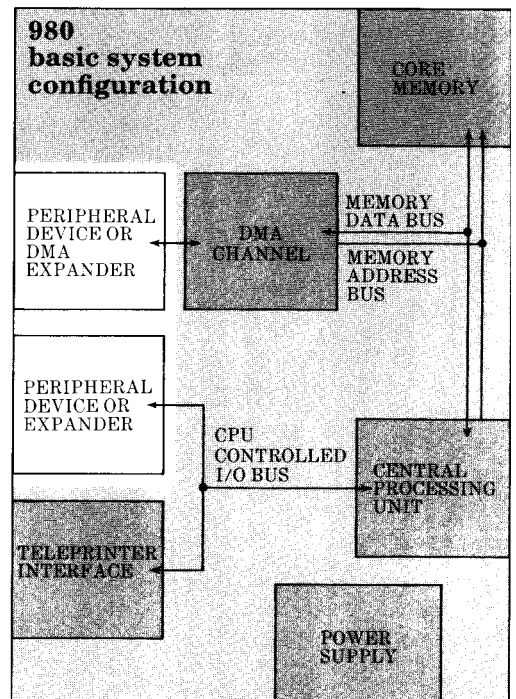 980
basic system
configuration
CORE
MEMORY
PERIPHERAL
DEVICE OR
DMA
EXPANDER
DMA
CHANNEL
MEMORY
DATA BUS
MEMORY
ADDRESS
BUS
PERIPHERAL
DEVICE OR
EXPANDER
CPU
CONTROLLED
I/O BUS
CENTRAL
PROCESSING
UNIT
TELEPRINTER
INTERFACE
POWER
SUPPLY